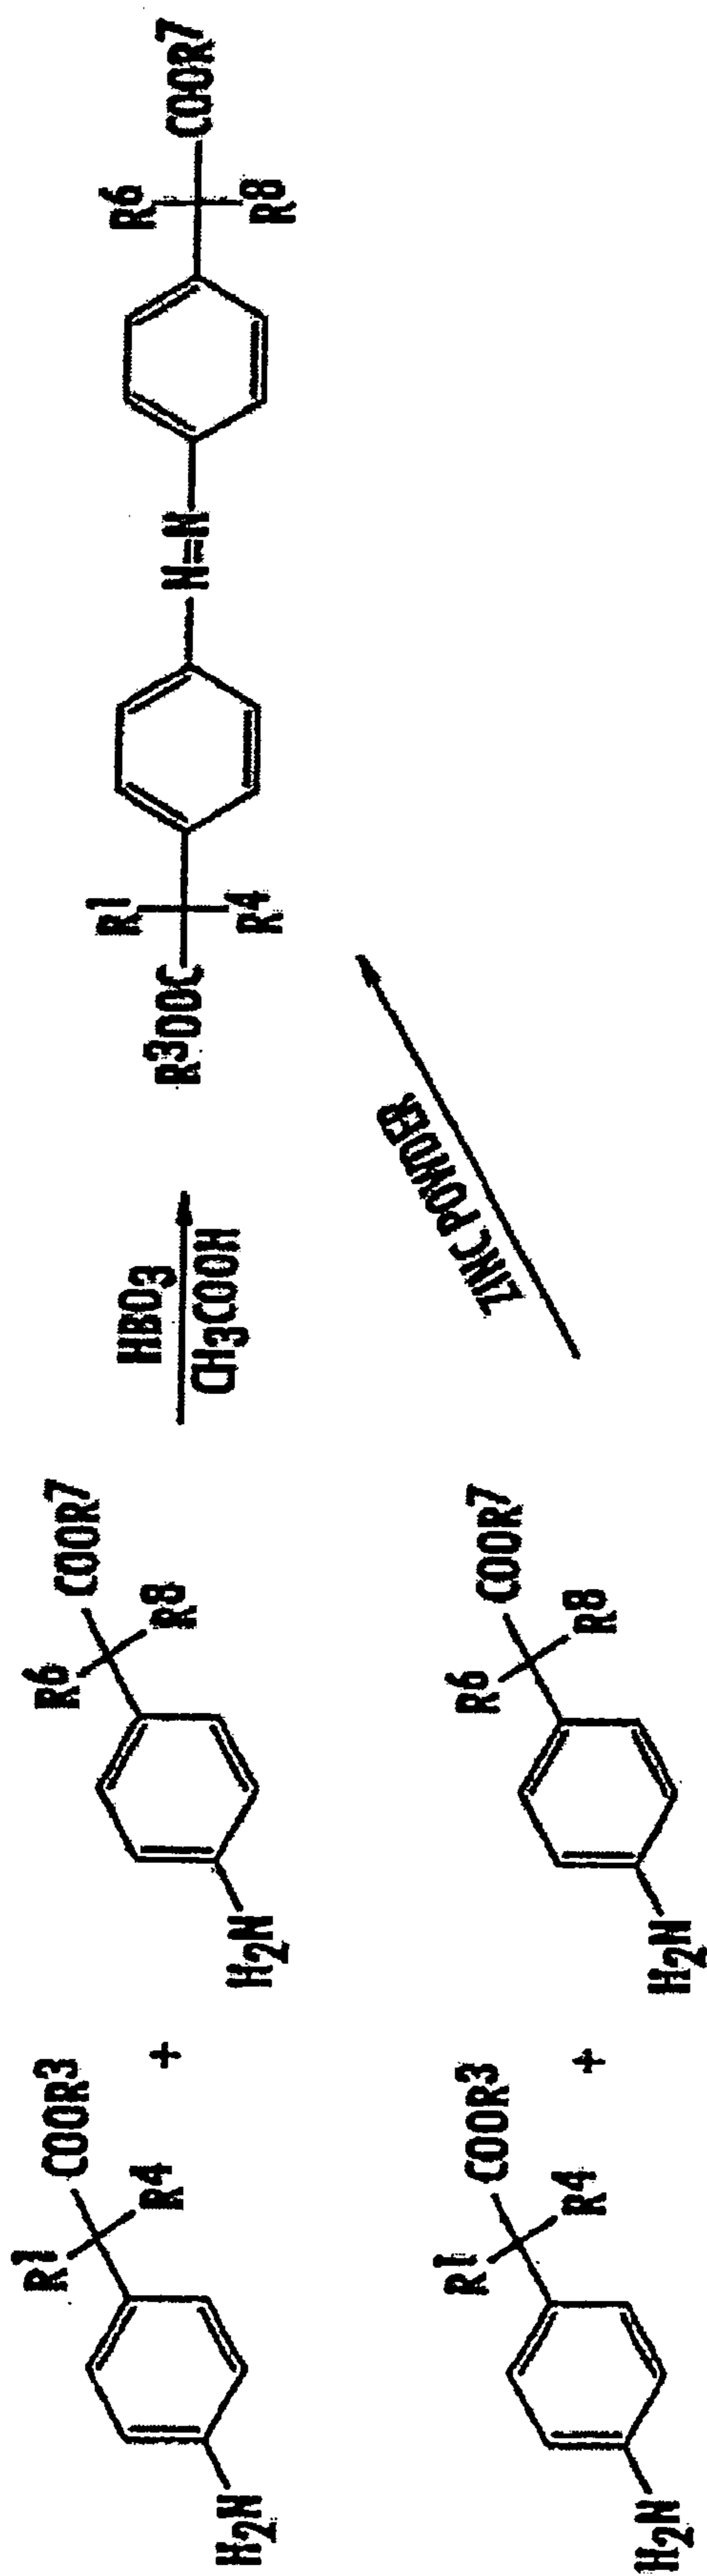 H2N
R1
COOR3
R4
+
H2N
R6
COOR7
R8
HBO3
CH3COOH
R3OOC
R1
R4
N=N
R6
R8
COOR7
H2N
R1
COOR3
R4
+
H2N
R6
COOR7
R8
ZINC POWDER